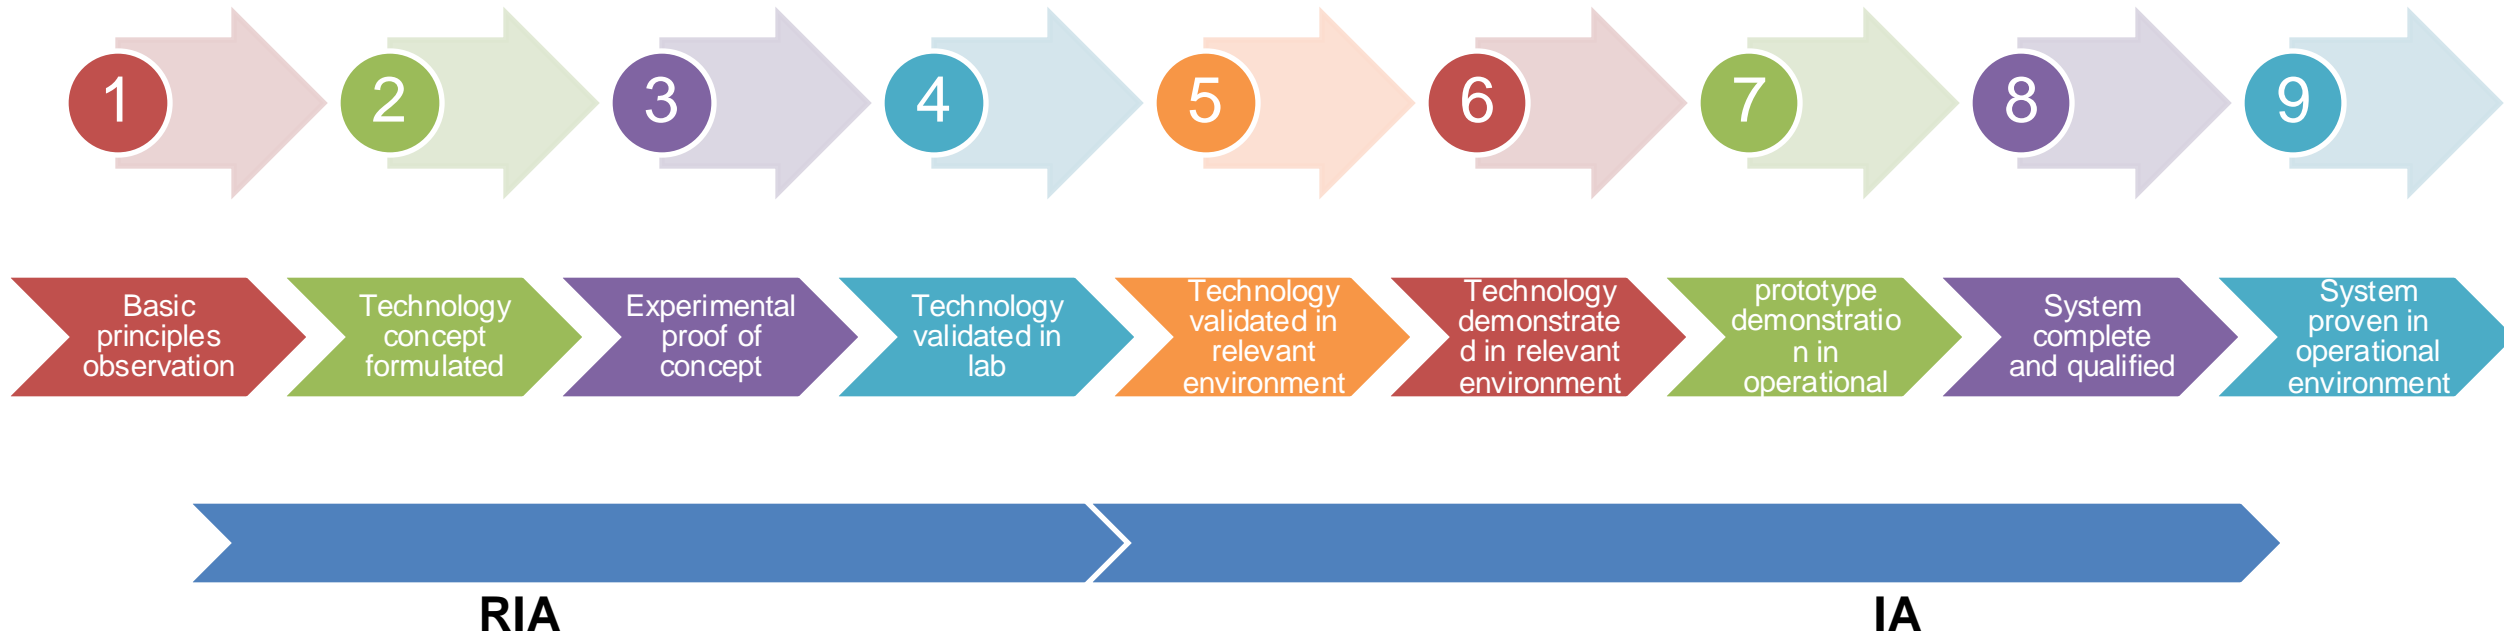 1
2
3
4
5
6
7
8
9
Basic
principles
observation
Technology
concept
formulated
Experimental
proof of
concept
Technology
validated in
lab
Technology
validated in
relevant
environment
Technology
demonstrate
d in relevant
environment
prototype
demonstratio
n in
operational
System
complete
and qualified
System
proven in
operational
environment
RIA
IA